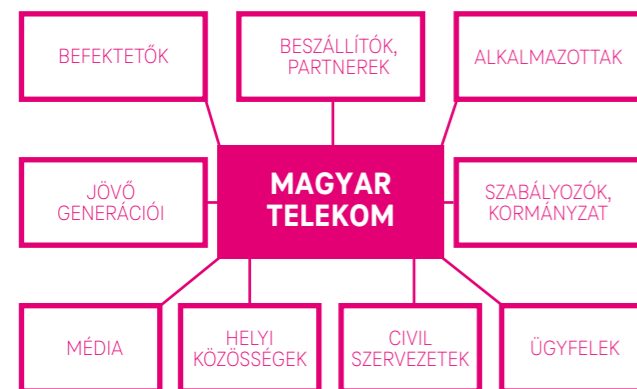 BEFEKTETŐK
BESZÁLLÍTÓK,
PARTNEREK
ALKALMAZOTTAK
JÖVŐ
GENERÁCIÓI
MAGYAR
TELEKOM
SZABÁLYOZÓK,
KORMÁNYZAT
MÉDIA
HELYI
KÖZÖSSÉGEK
CIVIL
SZERVEZETEK
ÜGYFELEK